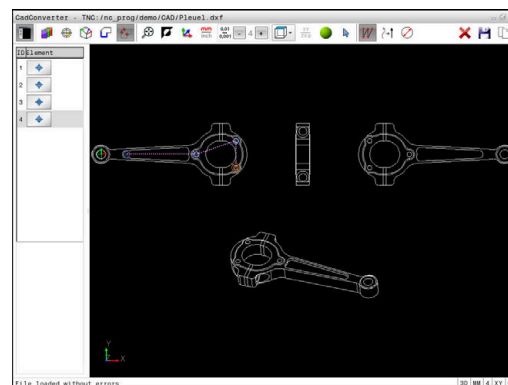 CadConverter - TNC:/nc_prog/demo/CAD/Pleuel.dxf
mm
inch
0,01
0,001
4
ID Element
1
2
3
4
Y
X
File loaded without errors
3D MM 4 XY